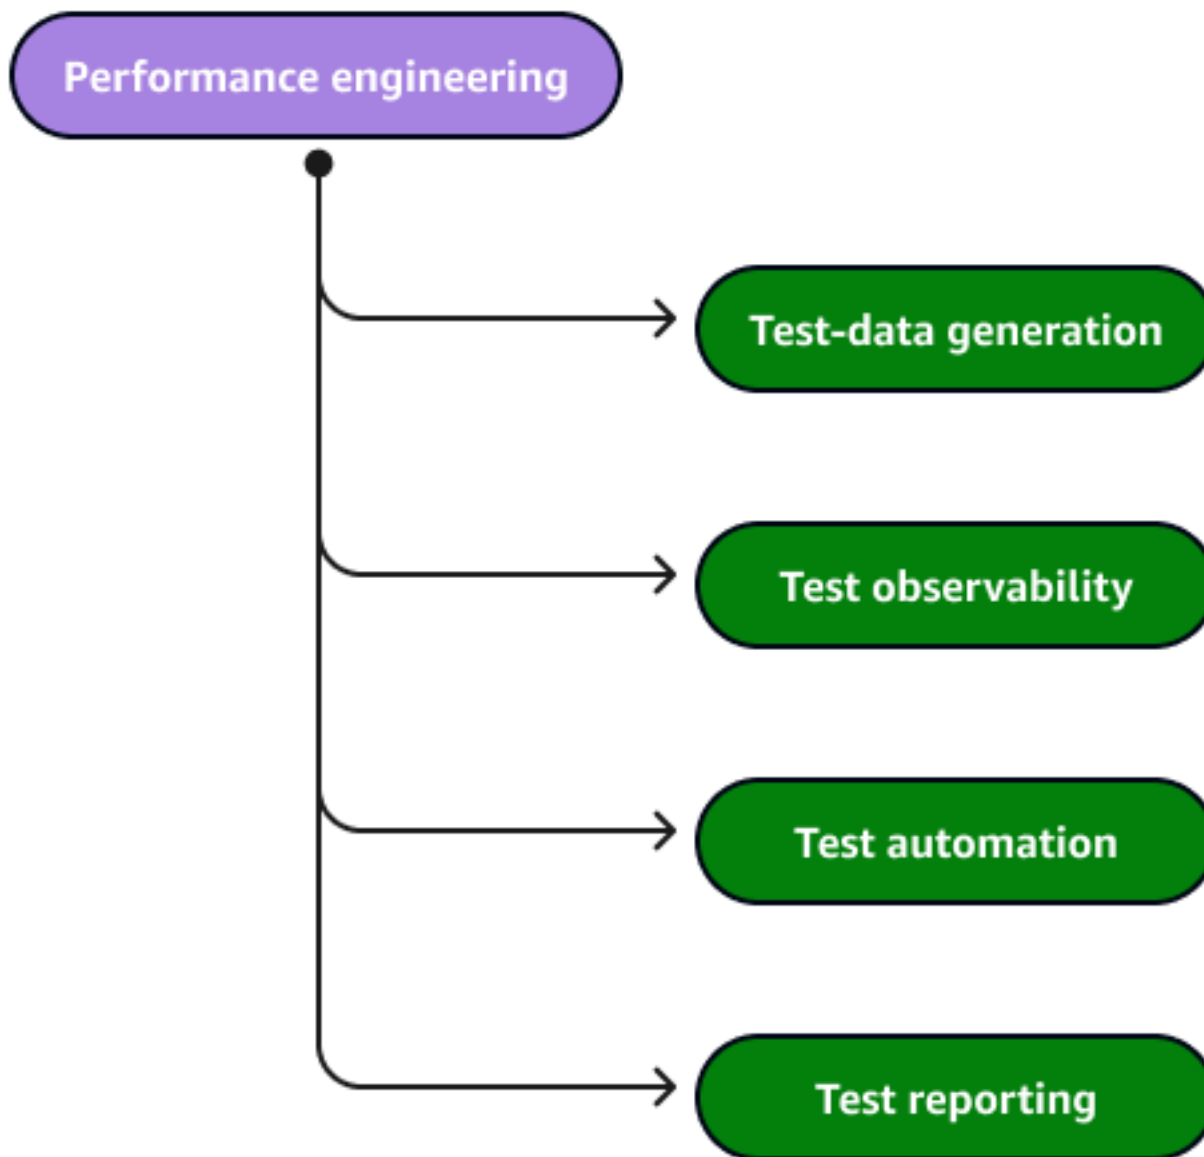 Performance engineering
Test-data generation
Test observability
Test automation
Test reporting